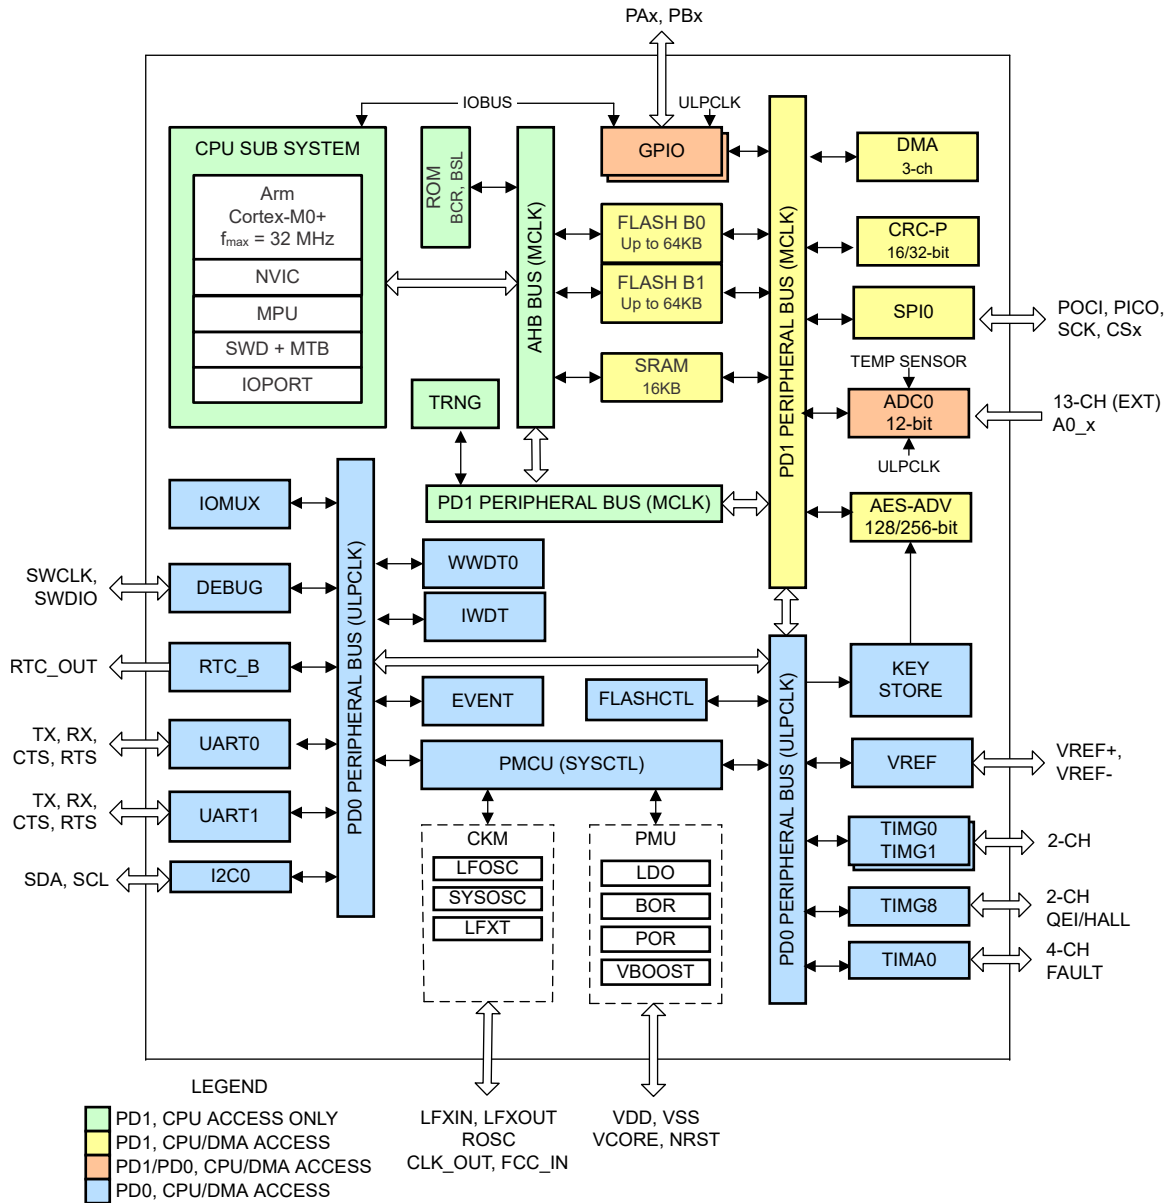 PAx, PBx
IOBUS
ULPCLK
CPU SUB SYSTEM
Arm
Cortex-M0+
fmax = 32 MHz
NVIC
MPU
SWD + MTB
IOPORT
ROM
BCR, BSL
AHB BUS (MCLK)
GPIO
FLASH B0
Up to 64KB
FLASH B1
Up to 64KB
SRAM
16KB
TRNG
PD1 PERIPHERAL BUS (MCLK)
PD1 PERIPHERAL BUS (MCLK)
DMA
3-ch
CRC-P
16/32-bit
SPI0
POCI, PICO,
SCK, CSx
TEMP SENSOR
ADC0
12-bit
13-CH (EXT)
A0_x
ULPCLK
AES-ADV
128/256-bit
IOMUX
SWCLK,
SWDIO
DEBUG
RTC_OUT
RTC_B
TX, RX,
CTS, RTS
UART0
TX, RX,
CTS, RTS
UART1
SDA, SCL
I2C0
PD0 PERIPHERAL BUS (ULPCLK)
WWDT0
IWDT
EVENT
FLASHCTL
PMCU (SYSCTL)
CKM
LFOSC
SYSOSC
LFXT
PMU
LDO
BOR
POR
VBOOST
PD0 PERIPHERAL BUS (ULPCLK)
KEY
STORE
VREF
VREF+,
VREF-
TIMG0
TIMG1
2-CH
TIMG8
2-CH
QEI/HALL
TIMA0
4-CH
FAULT
LEGEND
PD1, CPU ACCESS ONLY
PD1, CPU/DMA ACCESS
PD1/PD0, CPU/DMA ACCESS
PD0, CPU/DMA ACCESS
LFXIN, LFXOUT
ROSC
CLK_OUT, FCC_IN
VDD, VSS
VCORE, NRST